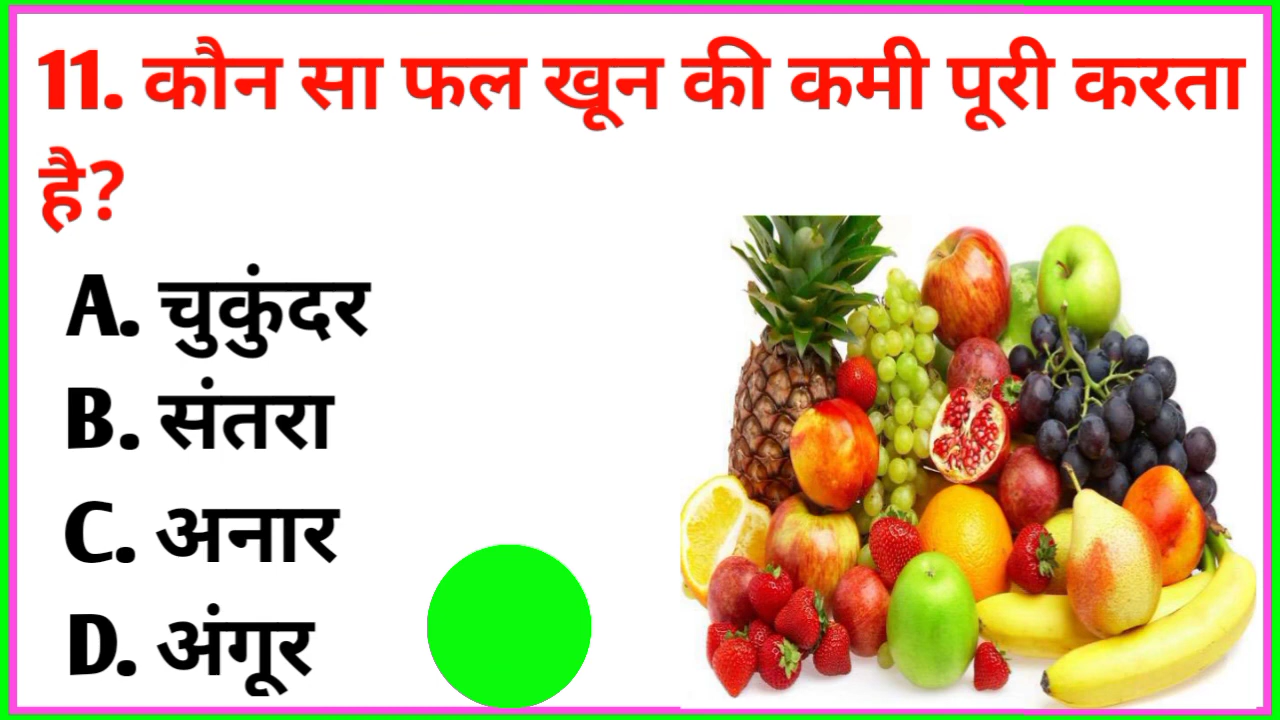 11. कौन सा फल खून की कमी पूरी करता
है?
A. चुकुंदर
B. संतरा
C. अनार
D. अंगूर